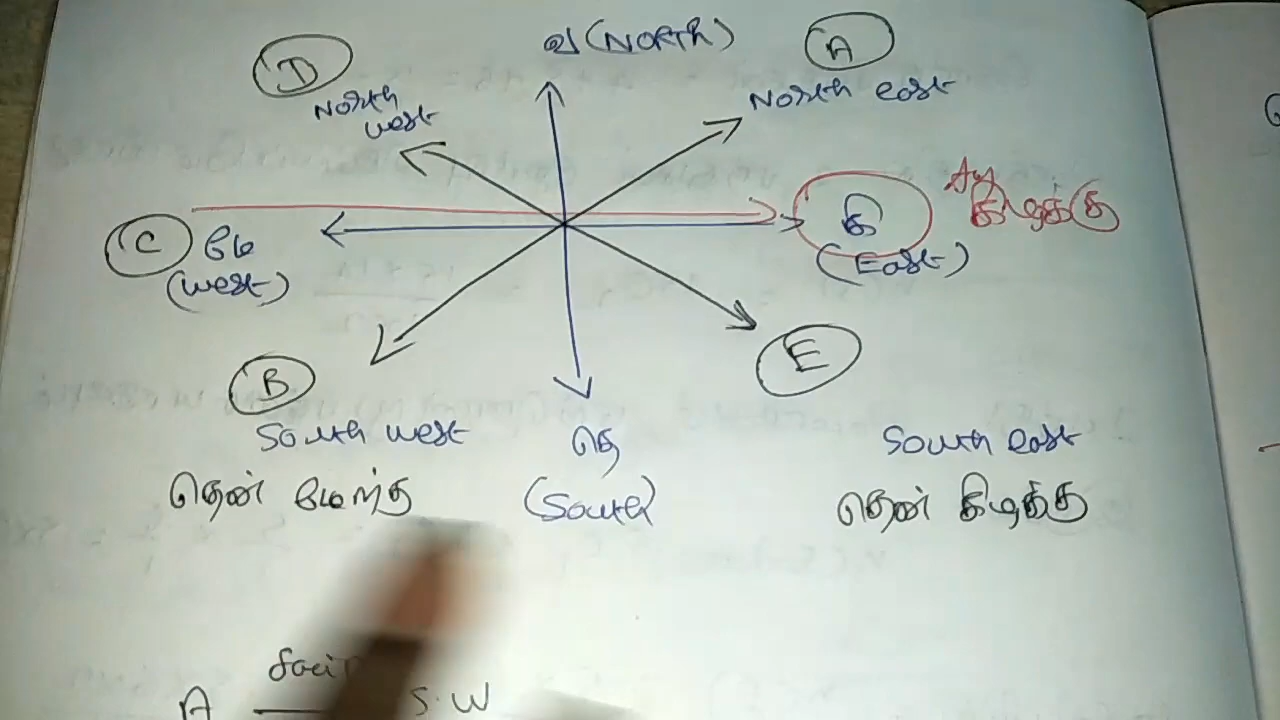 வ (NORTH)
A
D
North east
North
west
கி
கிழக்கு
C
மே
(East)
(west)
E
B
South west
தெ
South east
தென் மேற்கு
(South)
தென் கிழக்கு
A
S.W